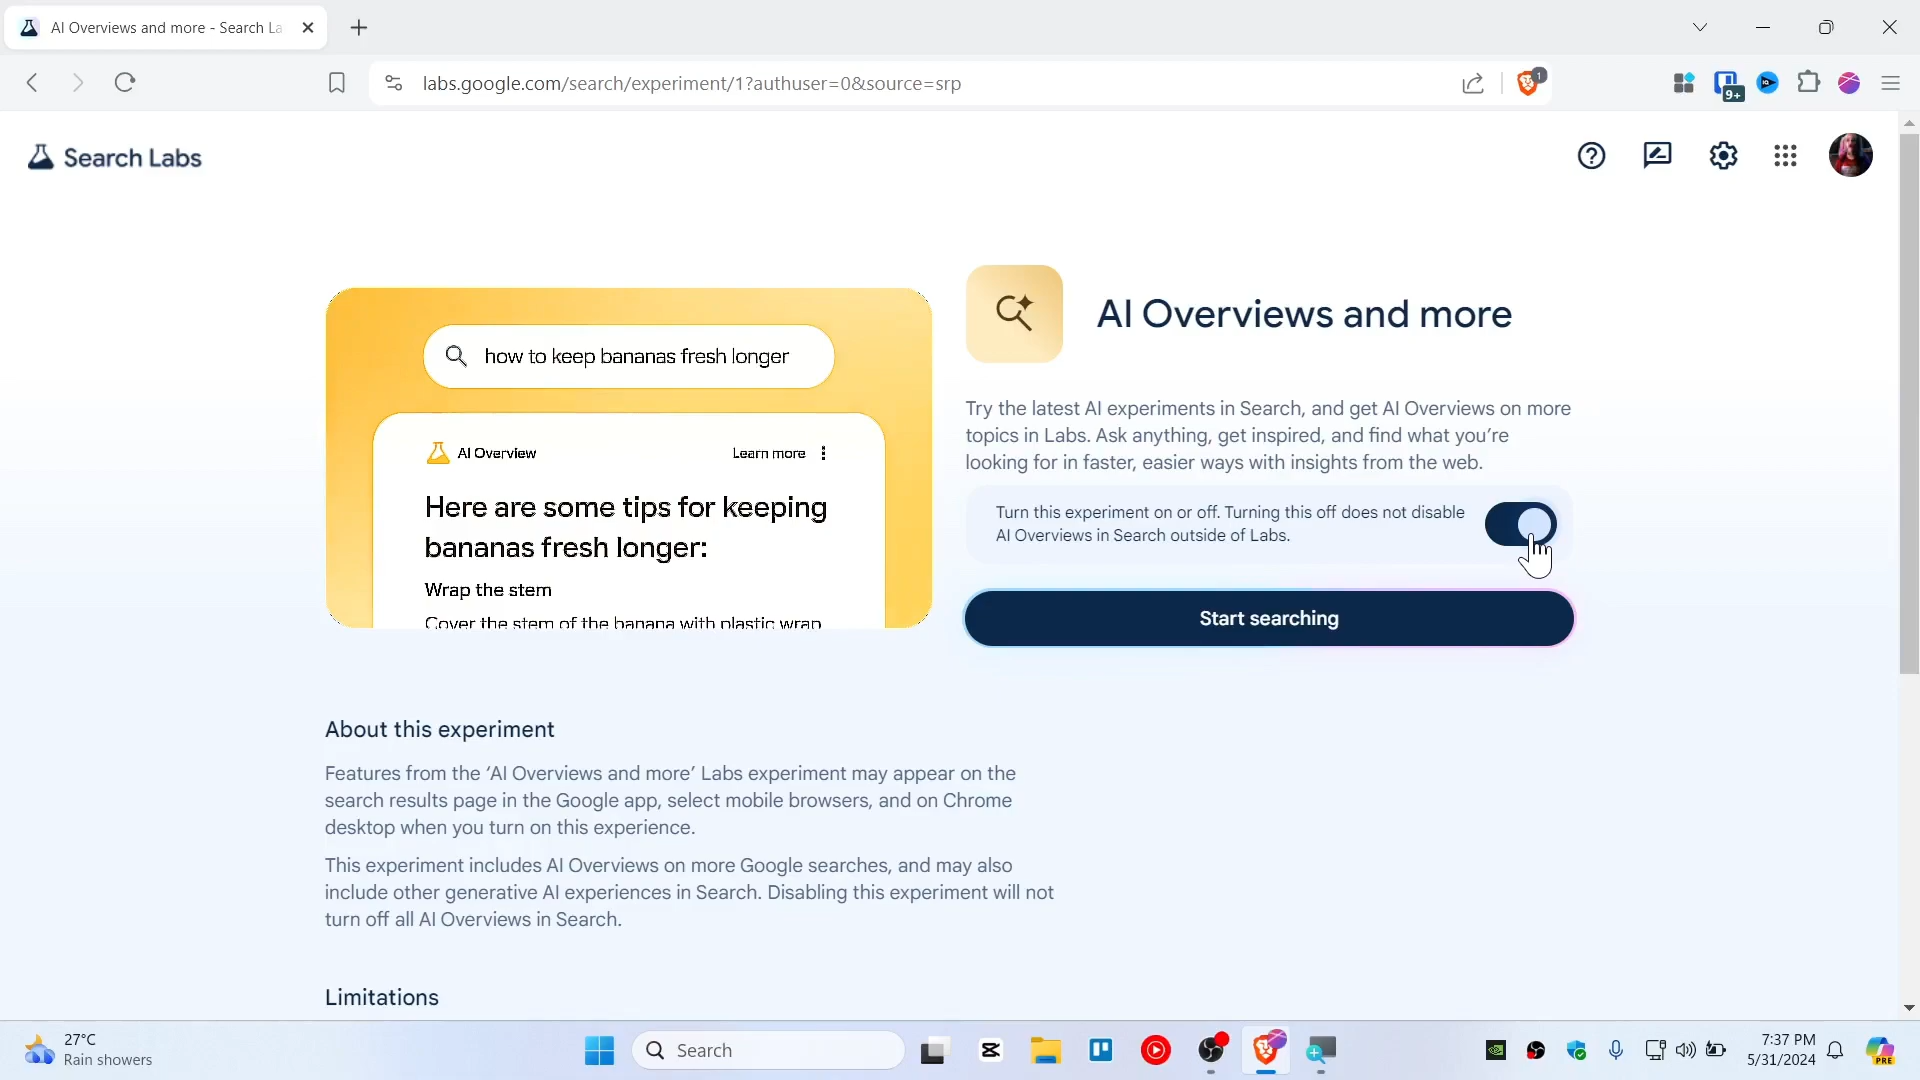 AI Overviews and more - Search La
labs.google.com/search/experiment/1?authuser=0&source=srp
1
9+
Search Labs
how to keep bananas fresh longer
AI Overview
Learn more
Here are some tips for keeping
bananas fresh longer:
Wrap the stem
Cover the stem of the banana with plastic wrap
AI Overviews and more
Try the latest AI experiments in Search, and get AI Overviews on more
topics in Labs. Ask anything, get inspired, and find what you're
looking for in faster, easier ways with insights from the web.
Turn this experiment on or off. Turning this off does not disable
AI Overviews in Search outside of Labs.
Start searching
About this experiment
Features from the ‘AI Overviews and more’ Labs experiment may appear on the
search results page in the Google app, select mobile browsers, and on Chrome
desktop when you turn on this experience.
This experiment includes AI Overviews on more Google searches, and may also
include other generative AI experiences in Search. Disabling this experiment will not
turn off all AI Overviews in Search.
Limitations
27°C
Rain showers
Search
7:37 PM
5/31/2024
PRE